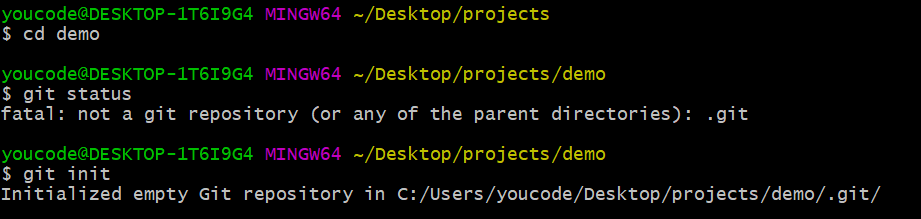 youcode@DESKTOP-1T6I9G4 MINGW64 ~/Desktop/projects
$ cd demo
youcode@DESKTOP-1T6I9G4 MINGW64 ~/Desktop/projects/demo
$ git status
fatal: not a git repository (or any of the parent directories): .git
youcode@DESKTOP-1T6I9G4 MINGW64 ~/Desktop/projects/demo
$ git init
Initialized empty Git repository in C:/Users/youcode/Desktop/projects/demo/.git/